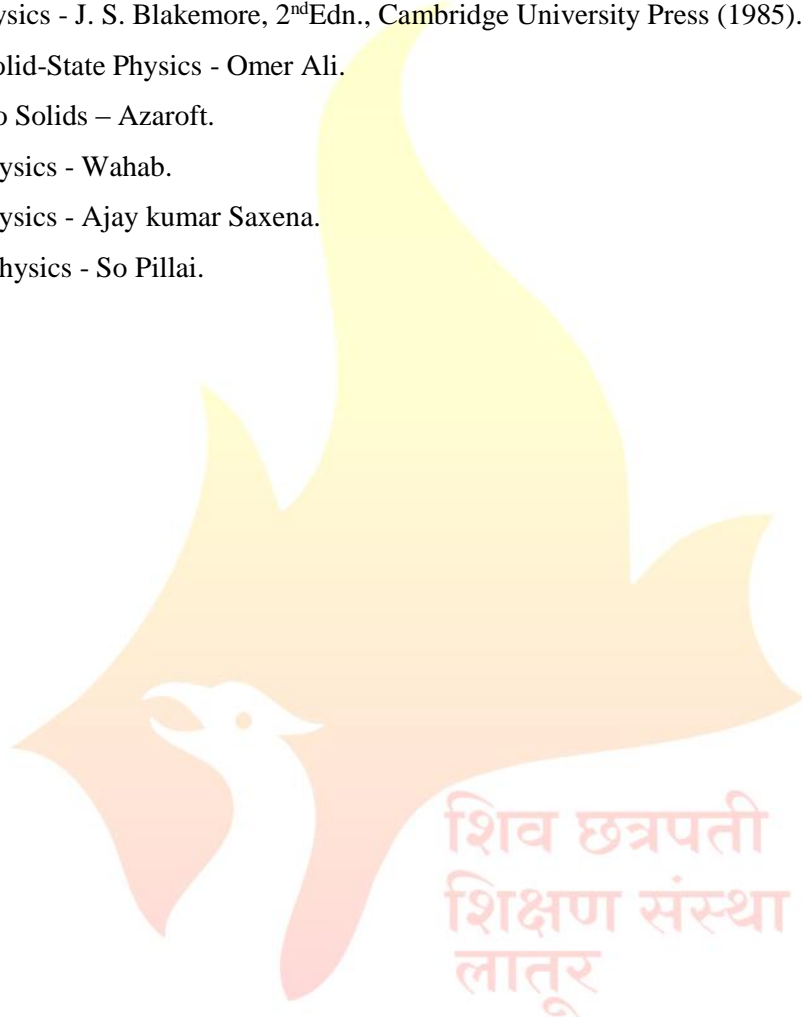 ysics - J. S. Blakemore, 2ndEdn., Cambridge University Press (1985).
olid-State Physics - Omer Ali.
o Solids – Azaroft.
ysics - Wahab.
ysics - Ajay kumar Saxena.
hysics - So Pillai.
शिव छत्रपती
शिक्षण संस्था
लातूर